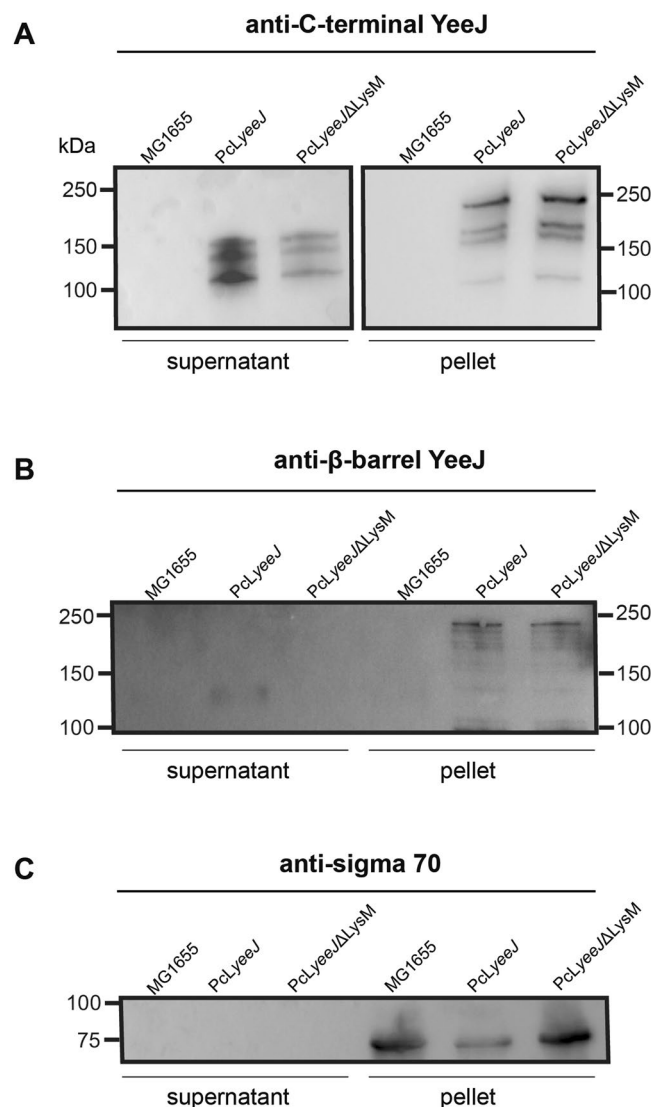 A
anti-C-terminal YeeJ
MG1655 PcLyeeJ PcLyeeJΔLysM MG1655 PcLyeeJ PcLyeeJΔLysM
kDa
250 250
150 150
100 100
supernatant pellet
B
anti-β-barrel YeeJ
MG1655 PcLyeeJ PcLyeeJΔLysM MG1655 PcLyeeJ PcLyeeJΔLysM
250 250
150 150
100 100
supernatant pellet
C
anti-sigma 70
MG1655 PcLyeeJ PcLyeeJΔLysM MG1655 PcLyeeJ PcLyeeJΔLysM
100
75
supernatant pellet